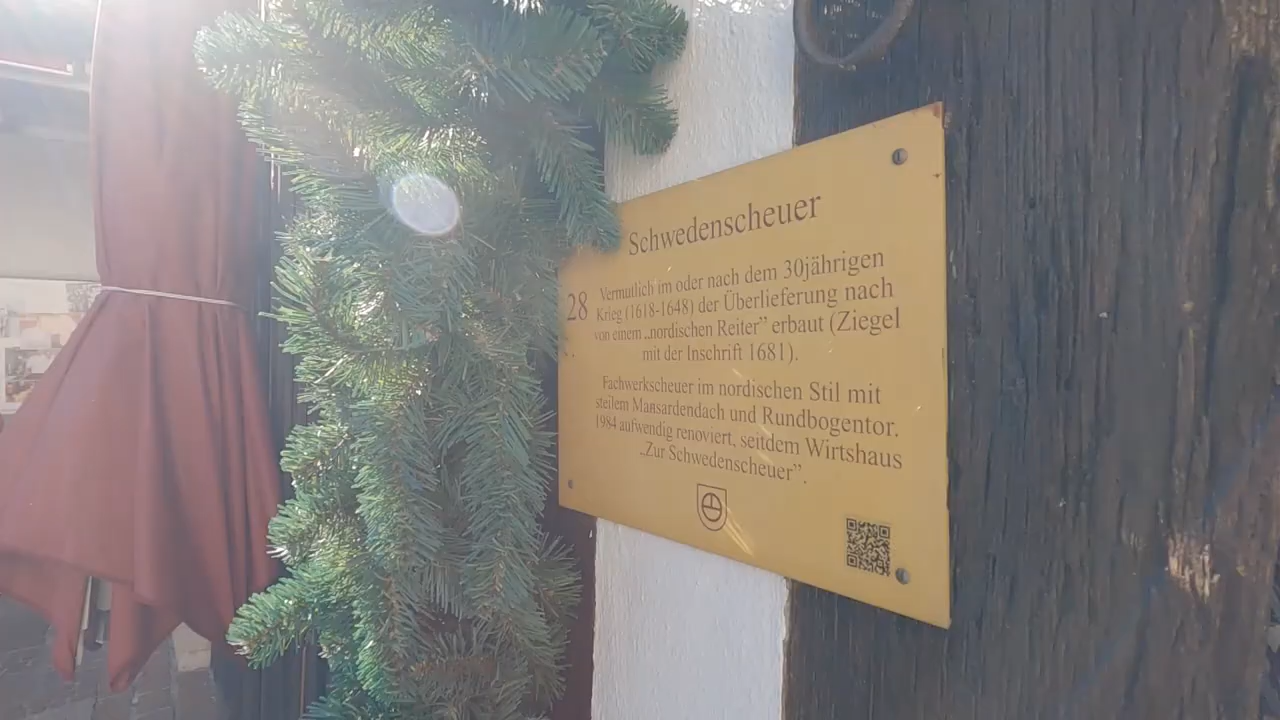 Schwedenscheuer
28
Vermutlich im oder nach dem 30jährigen
Krieg (1618-1648) der Überlieferung nach
von einem „nordischen Reiter” erbaut (Ziegel
mit der Inschrift 1681).
Fachwerkscheuer im nordischen Stil mit
steilem Mansardendach und Rundbogentor.
1984 aufwendig renoviert, seitdem Wirtshaus
„Zur Schwedenscheuer”.